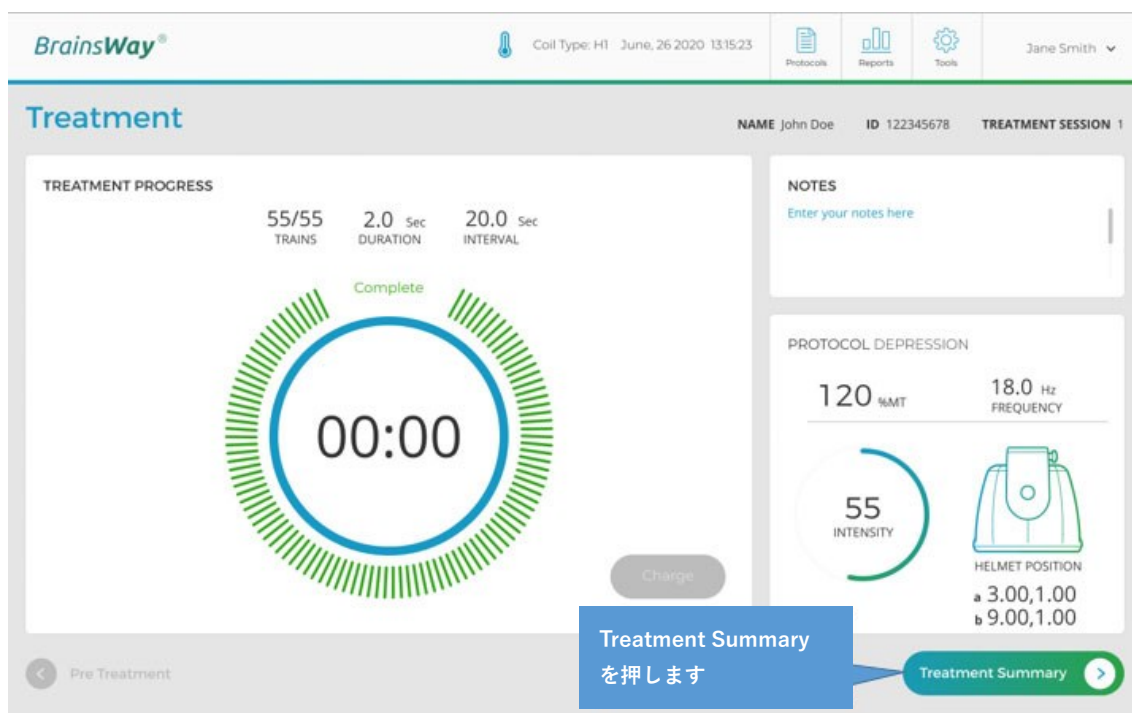 BrainsWay®
Coil Type: H1 June, 26 2020 13:15:23
Protocols
Reports
Tools
Jane Smith
Treatment
NAME John Doe ID 122345678 TREATMENT SESSION 1
TREATMENT PROGRESS
55/55 2.0 Sec 20.0 Sec
TRAINS DURATION INTERVAL
Complete
00:00
Charge
NOTES
Enter your notes here
PROTOCOL DEPRESSION
120 %MT 18.0 Hz
FREQUENCY
55
INTENSITY
HELMET POSITION
a 3.00,1.00
b 9.00,1.00
Pre Treatment
Treatment Summary
を押します
Treatment Summary